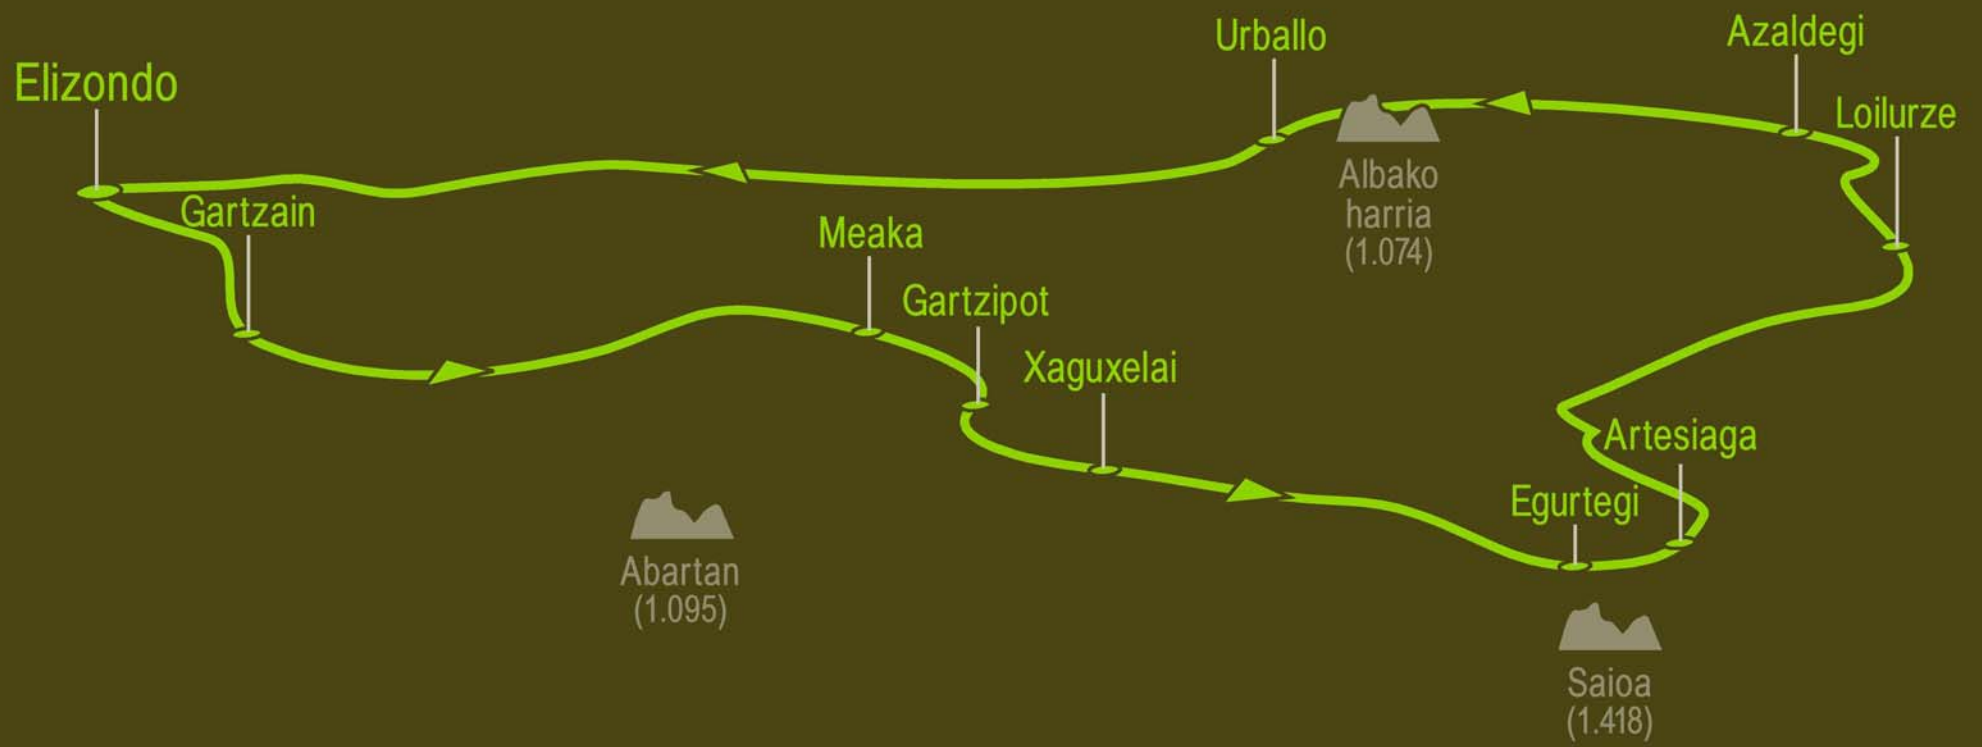 Urballo
Azaldegi
Elizondo
Loilurze
Albako
harria
(1.074)
Gartzain
Meaka
Gartzipot
Xaguxelai
Artesiaga
Egurtegi
Abartan
(1.095)
Saioa
(1.418)